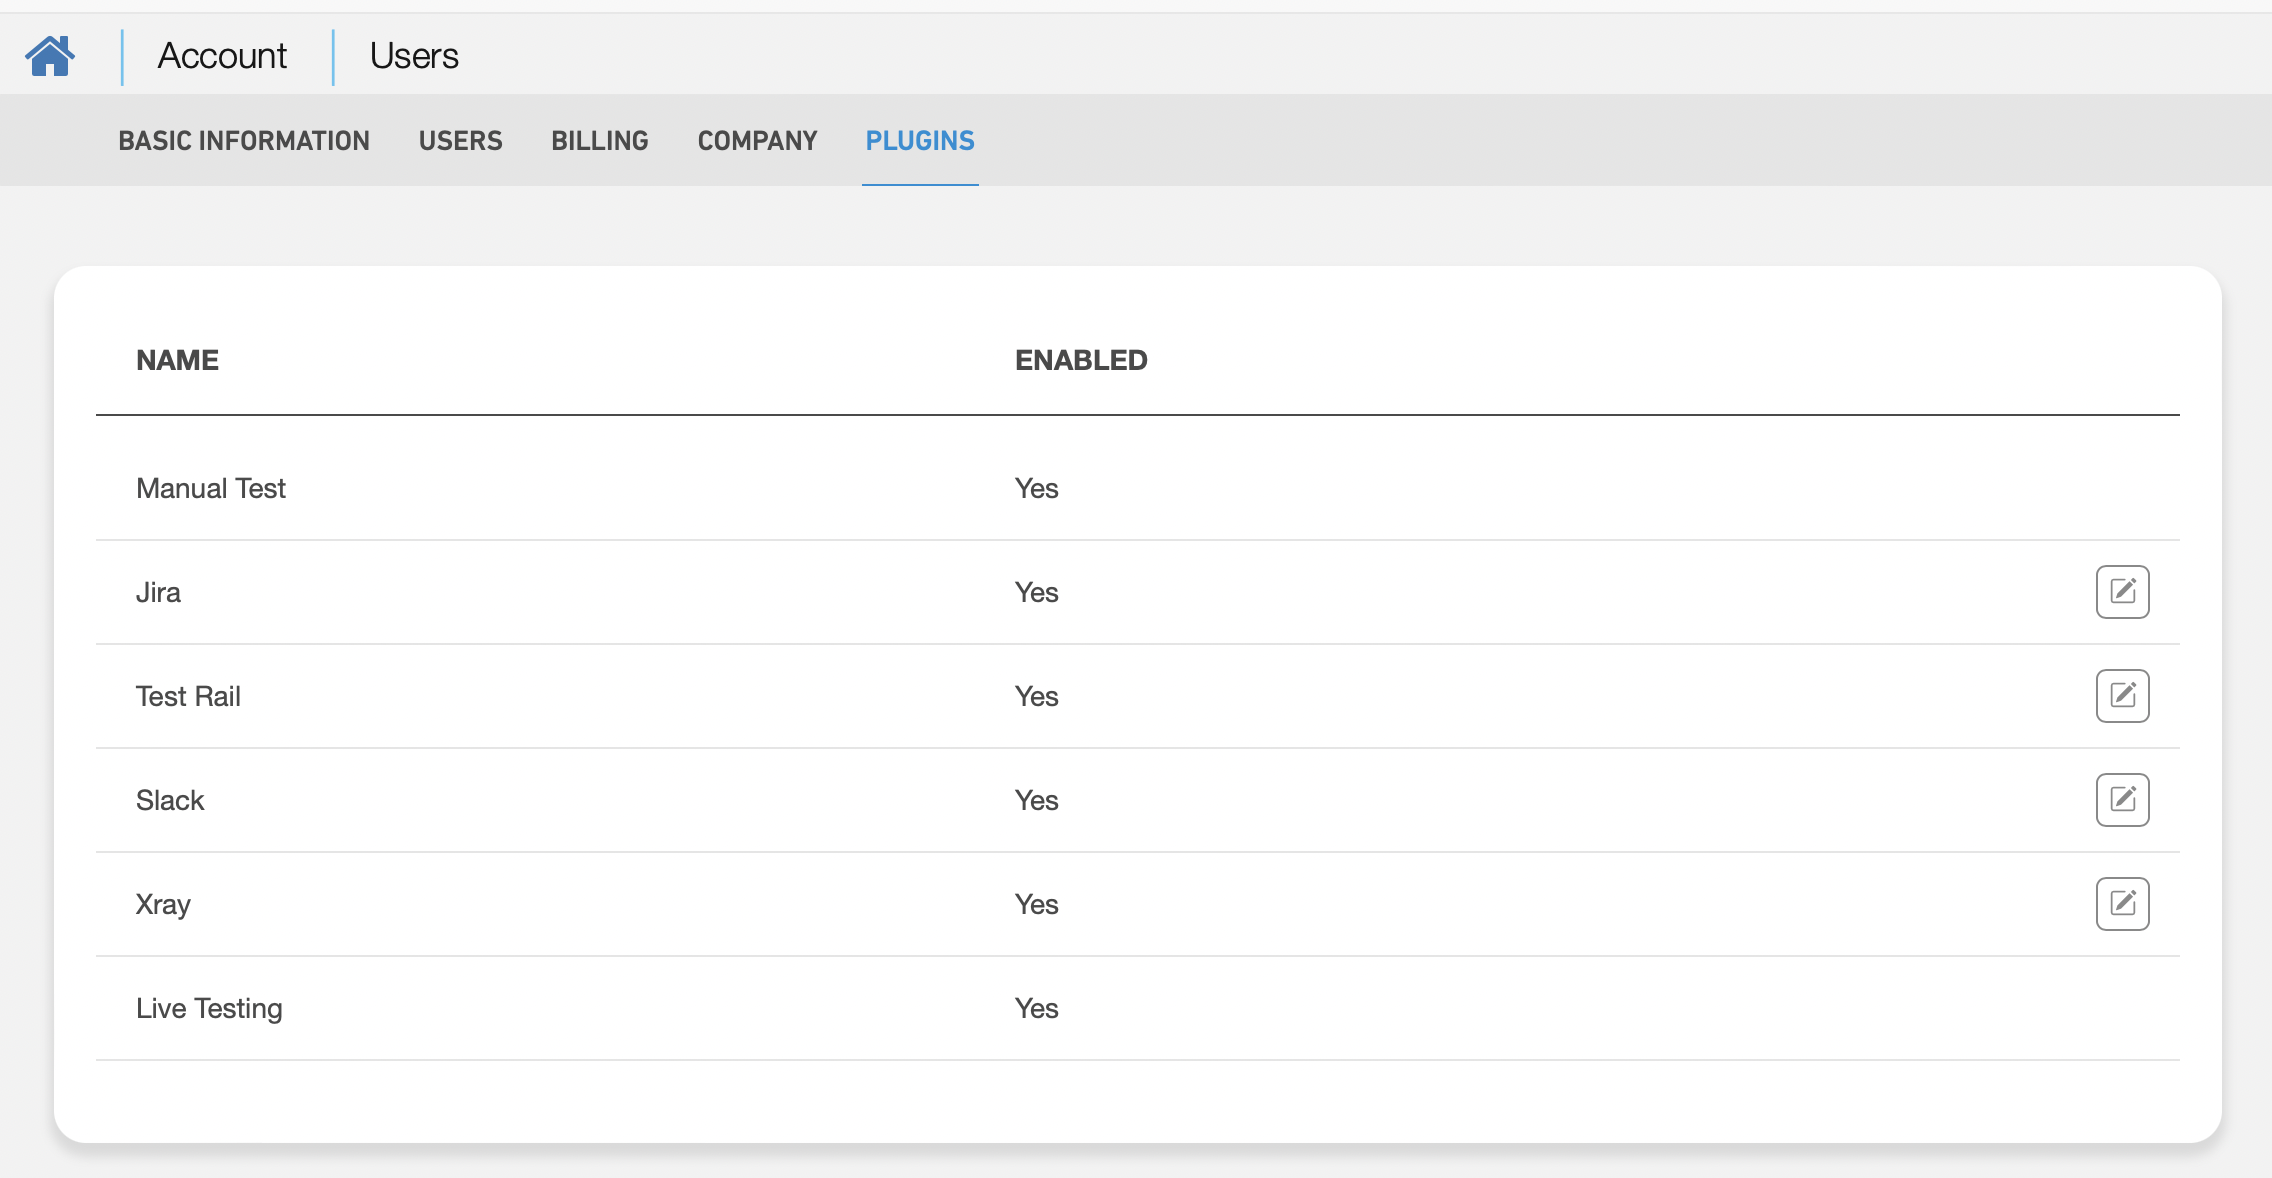 Account Users
BASIC INFORMATION USERS BILLING COMPANY PLUGINS
NAME ENABLED
Manual Test Yes
Jira Yes
Test Rail Yes
Slack Yes
Xray Yes
Live Testing Yes